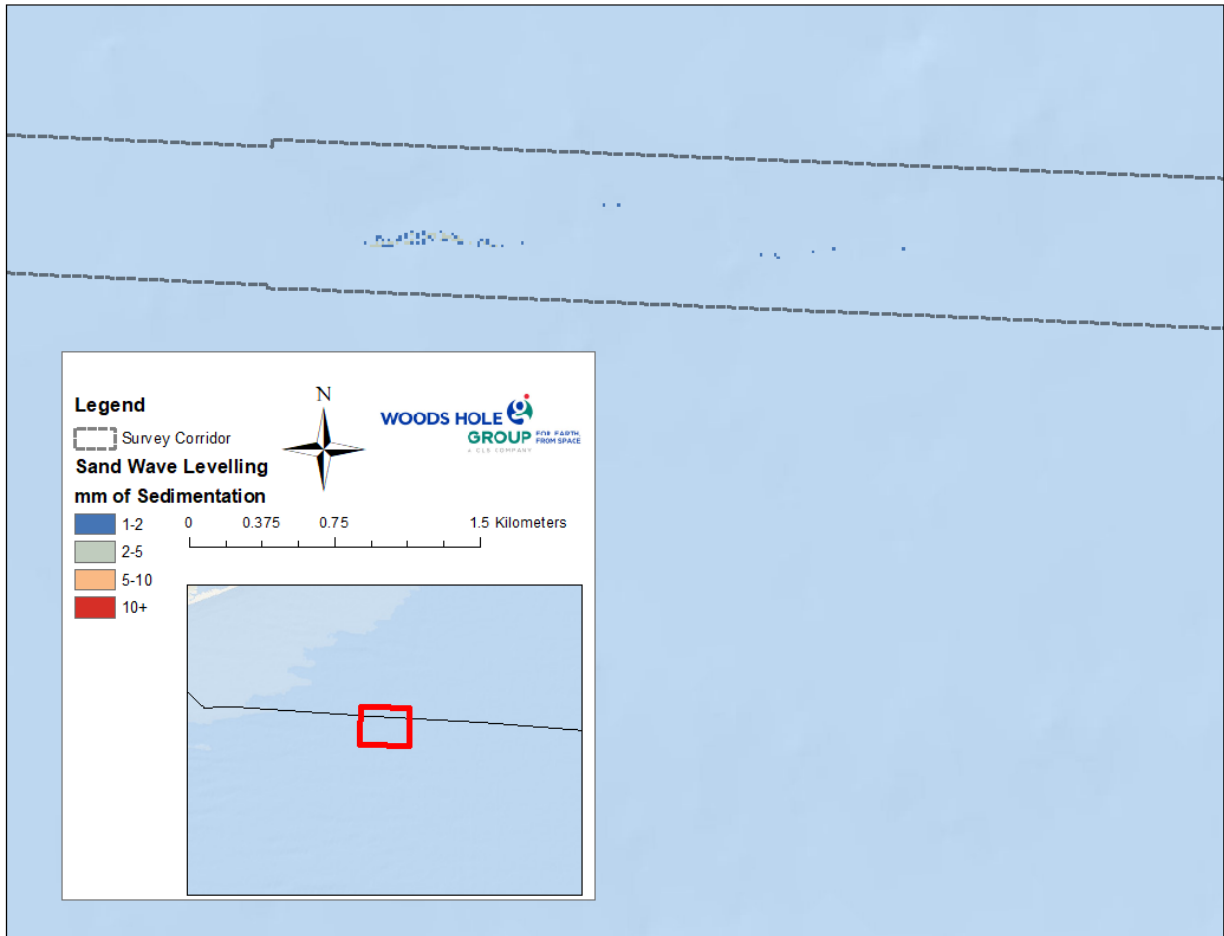 Legend
Survey Corridor
Sand Wave Levelling
mm of Sedimentation
1-2
2-5
5-10
10+
N
WOODS HOLE
GROUP FOR EARTH, FROM SPACE
A CLS COMPANY
0 0.375 0.75 1.5 Kilometers